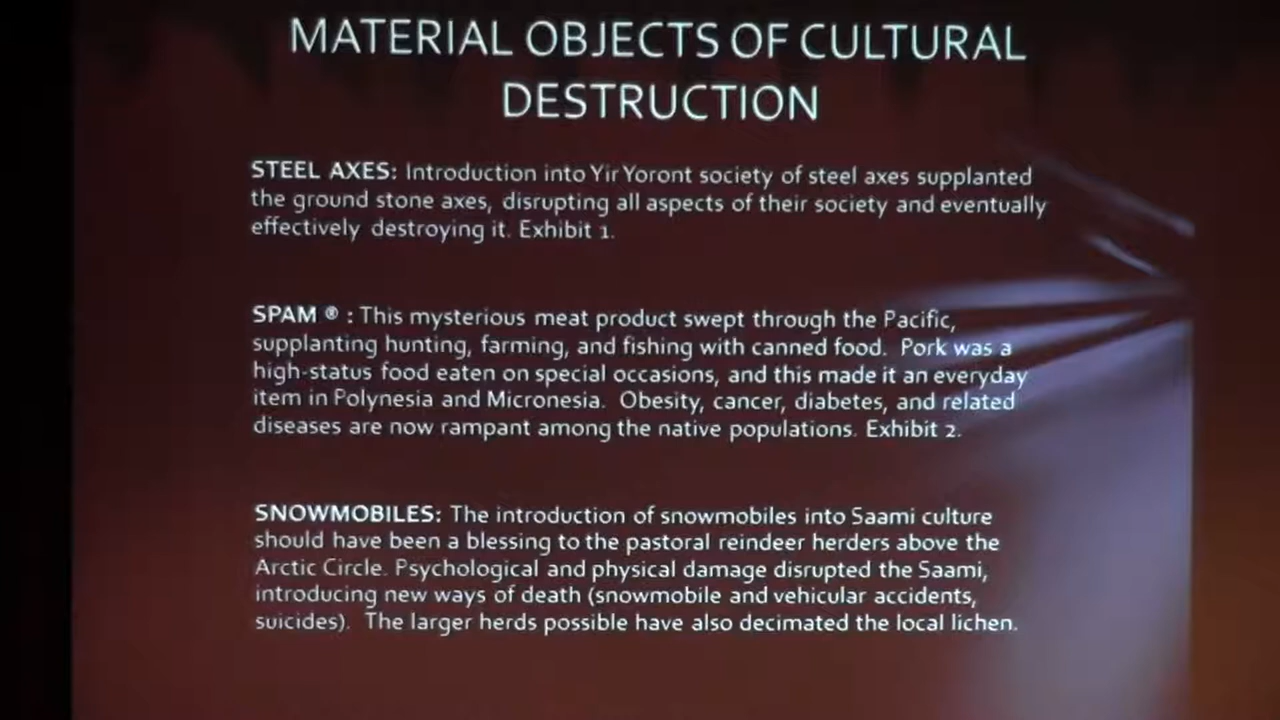 MATERIAL OBJECTS OF CULTURAL
DESTRUCTION
STEEL AXES: Introduction into Yir Yoront society of steel axes supplanted
the ground stone axes, disrupting all aspects of their society and eventually
effectively destroying it. Exhibit 1.
SPAM ® : This mysterious meat product swept through the Pacific,
supplanting hunting, farming, and fishing with canned food. Pork was a
high-status food eaten on special occasions, and this made it an everyday
item in Polynesia and Micronesia. Obesity, cancer, diabetes, and related
diseases are now rampant among the native populations. Exhibit 2.
SNOWMOBILES: The introduction of snowmobiles into Saami culture
should have been a blessing to the pastoral reindeer herders above the
Arctic Circle. Psychological and physical damage disrupted the Saami,
introducing new ways of death (snowmobile and vehicular accidents,
suicides). The larger herds possible have also decimated the local lichen.